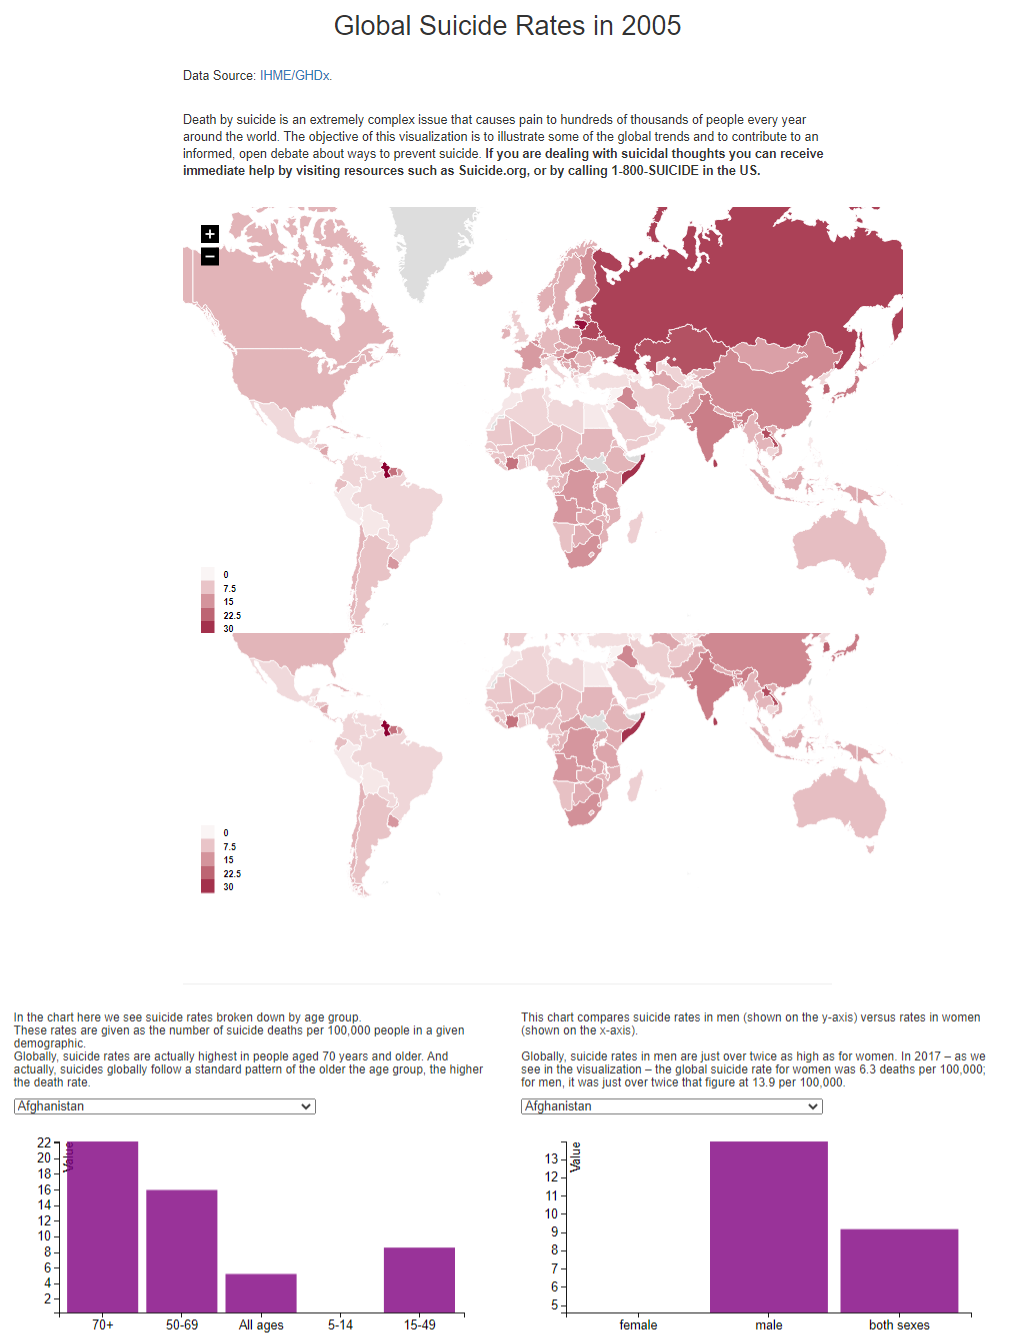 Global Suicide Rates in 2005
Data Source: IHME/GHDx.
Death by suicide is an extremely complex issue that causes pain to hundreds of thousands of people every year
around the world. The objective of this visualization is to illustrate some of the global trends and to contribute to an
informed, open debate about ways to prevent suicide. If you are dealing with suicidal thoughts you can receive
immediate help by visiting resources such as Suicide.org, or by calling 1-800-SUICIDE in the US.
+
−
0
7.5
15
22.5
30
0
7.5
15
22.5
30
In the chart here we see suicide rates broken down by age group.
These rates are given as the number of suicide deaths per 100,000 people in a given
demographic.
Globally, suicide rates are actually highest in people aged 70 years and older. And
actually, suicides globally follow a standard pattern of the older the age group, the higher
the death rate.
Afghanistan
22
20
18
16
14
12
10
8
6
4
2
Value
70+ 50-69 All ages 5-14 15-49
This chart compares suicide rates in men (shown on the y-axis) versus rates in women
(shown on the x-axis).
Globally, suicide rates in men are just over twice as high as for women. In 2017 – as we
see in the visualization – the global suicide rate for women was 6.3 deaths per 100,000;
for men, it was just over twice that figure at 13.9 per 100,000.
Afghanistan
13
12
11
10
9
8
7
6
5
Value
female male both sexes